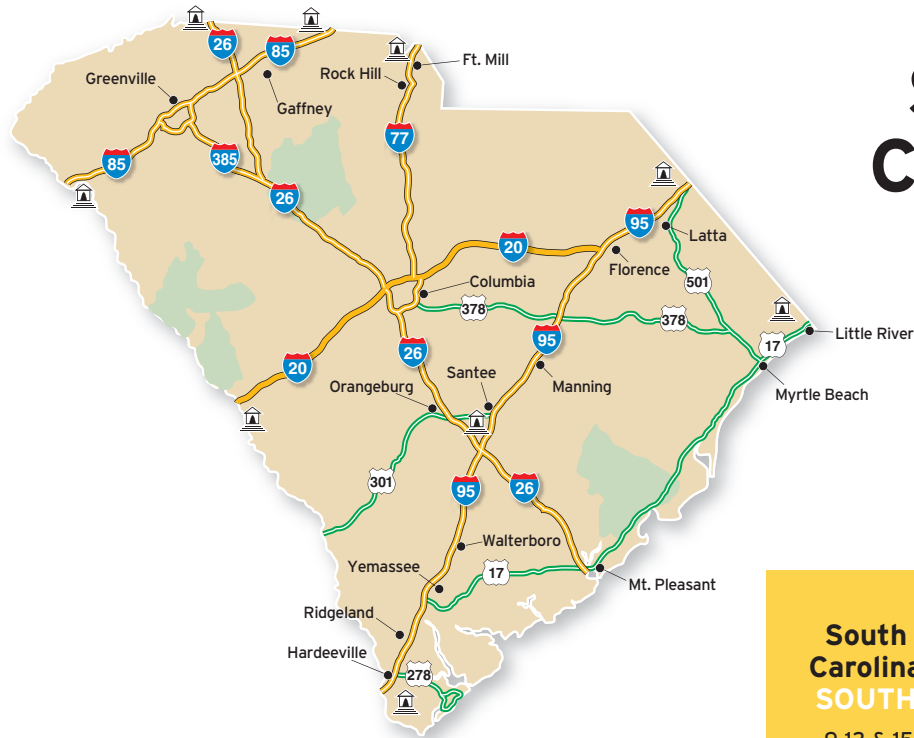 26
85
Ft. Mill
Rock Hill
Greenville
Gaffney
77
85
385
26
95
Latta
20
Florence
Columbia
501
378
378
Little River
17
95
26
20
Santee
Manning
Orangeburg
Myrtle Beach
301
95
26
Walterboro
Yemassee
17
Mt. Pleasant
Ridgeland
Hardeeville
278
South
Carolina
SOUTH